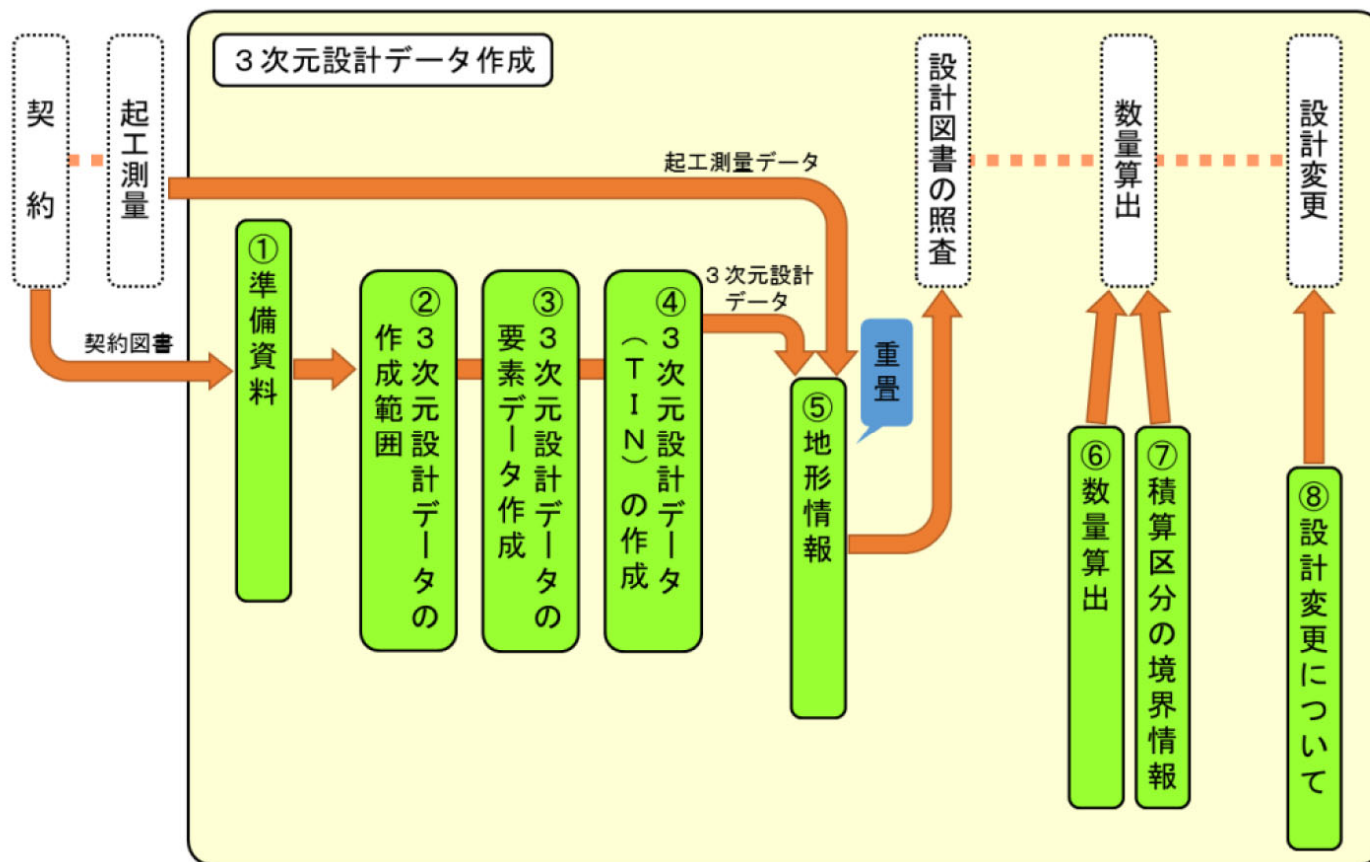 3次元設計データ作成
契約
起工測量
設計図書の照査
数量算出
設計変更
起工測量データ
契約図書
①準備資料
②3次元設計データの
作成範囲
③3次元設計データの
要素データ作成
④3次元設計データ
(TIN)の作成
3次元設計
データ
重畳
⑤地形情報
⑥数量算出
⑦積算区分の境界情報
⑧設計変更について